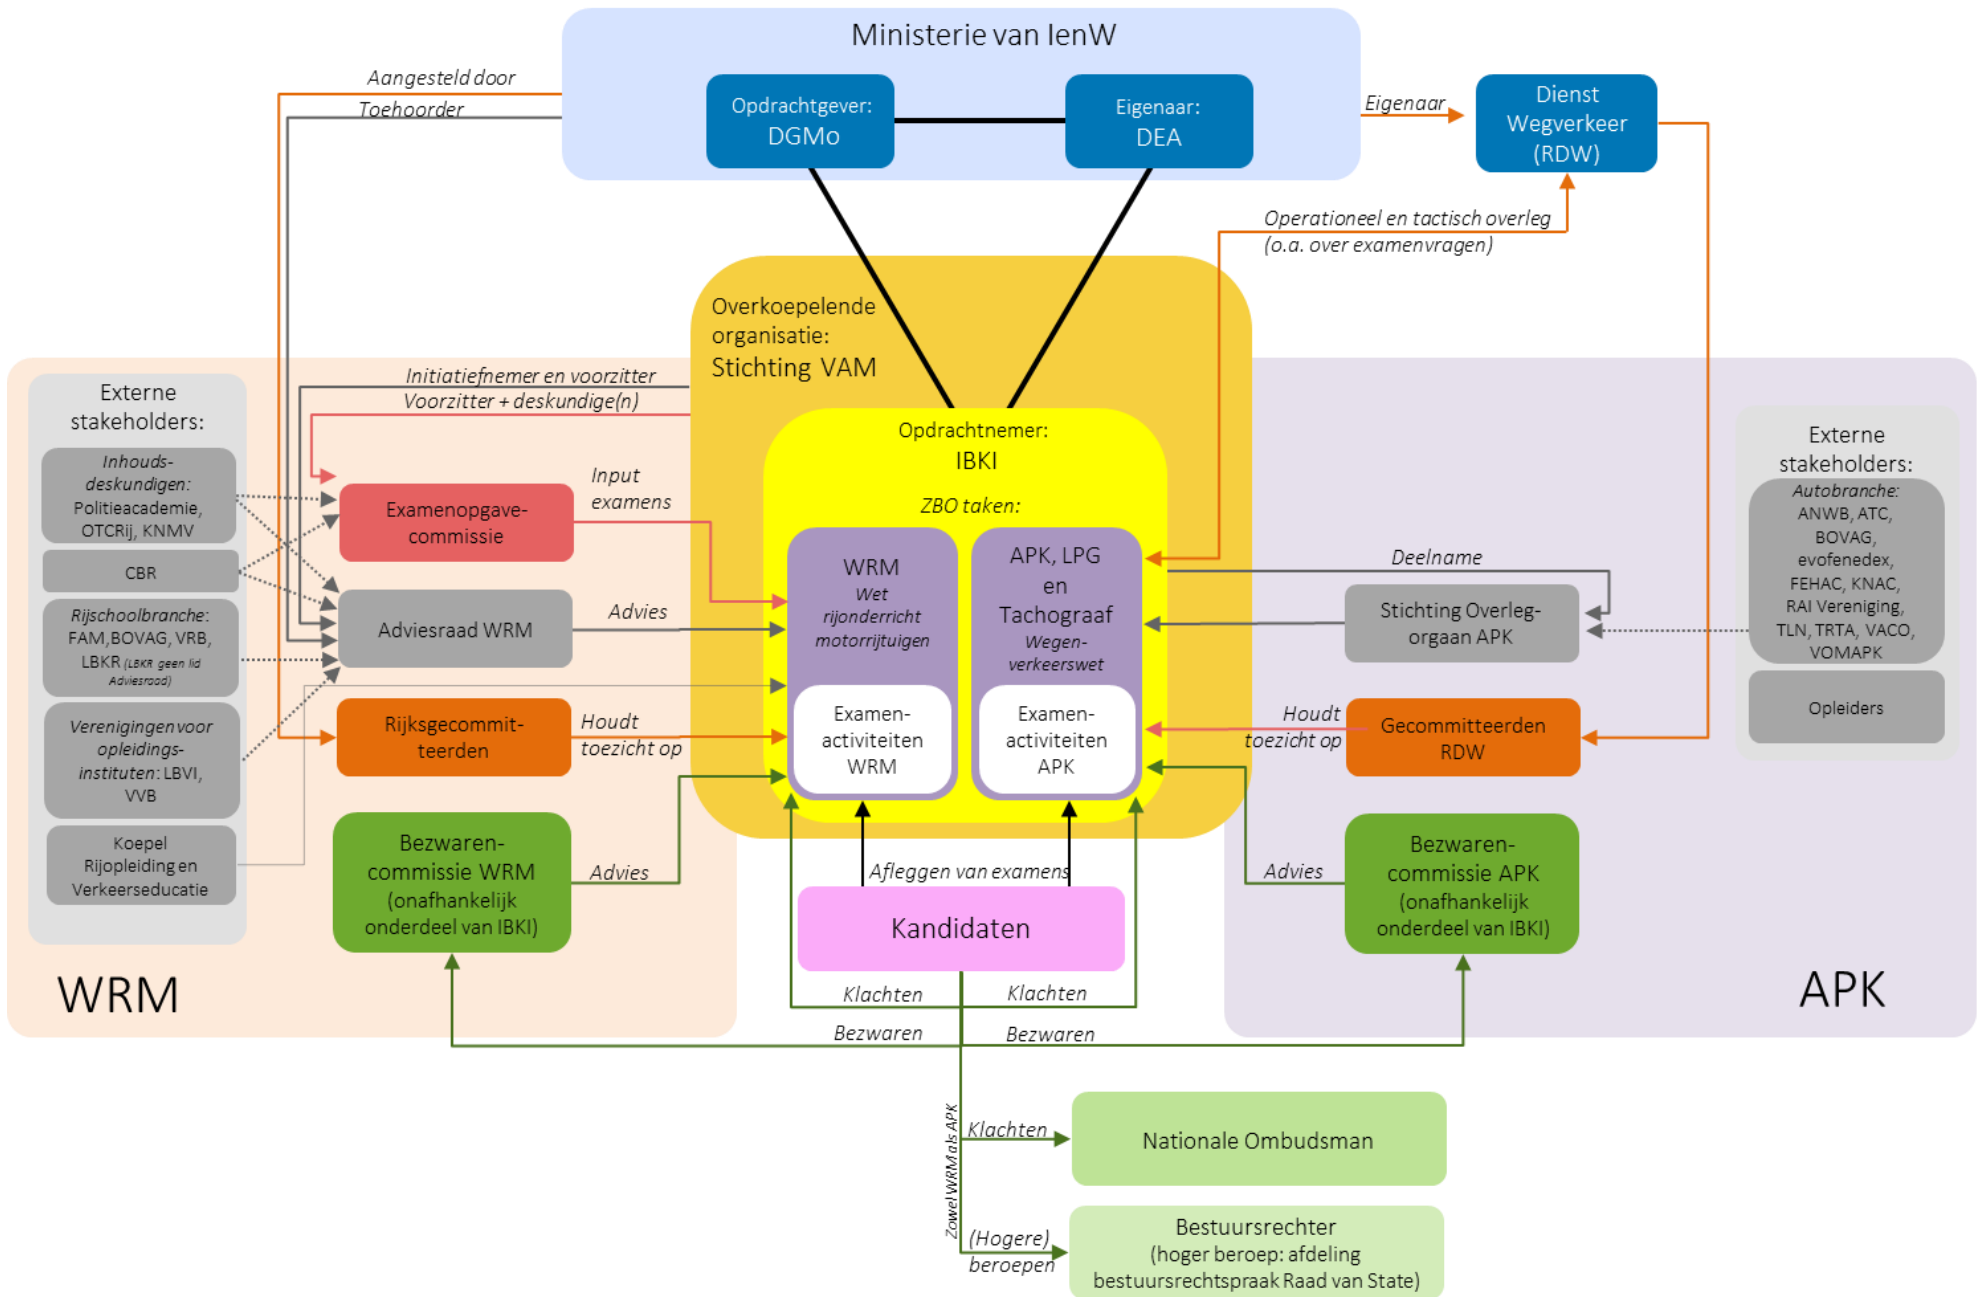 Ministerie van IenW
Aangesteld door
Toehoorder
Opdrachtgever:
DGMo
Eigenaar:
DEA
Eigenaar
Dienst
Wegverkeer
(RDW)
Operationeel en tactisch overleg
(o.a. over examenvragen)
Overkoepelende
organisatie:
Stichting VAM
Initiatiefnemer en voorzitter
Voorzitter + deskundige(n)
Externe
stakeholders:
Inhouds-
deskundigen:
Politieacademie,
OTCRij, KNMV
CBR
Rijschoolbranche:
FAM,BOVAG, VRB,
LBKR (LBKR geen lid
Adviesraad)
Verenigingen voor
opleidings-
instituten: LBVI,
VVB
Koepel
Rijopleiding en
Verkeerseducatie
Examenopgave-
commissie
Input
examens
Adviesraad WRM
Advies
Rijksgecommit-
teerden
Houdt
toezicht op
Bezwaren-
commissie WRM
(onafhankelijk
onderdeel van IBKI)
Advies
WRM
Opdrachtnemer:
IBKI
ZBO taken:
WRM
Wet
rijonderricht
motorrijtuigen
Examen-
activiteiten
WRM
APK, LPG
en
Tachograaf
Wegen-
verkeerswet
Examen-
activiteiten
APK
Deelname
Stichting Overleg-
orgaan APK
Houdt
toezicht op
Gecommitteerden
RDW
Advies
Bezwaren-
commissie APK
(onafhankelijk
onderdeel van IBKI)
Externe
stakeholders:
Autobranche:
ANWB, ATC,
BOVAG,
evofenedex,
FEHAC, KNAC,
RAI Vereniging,
TLN, TRTA, VACO,
VOMAPK
Opleiders
APK
Afleggen van examens
Kandidaten
Klachten
Klachten
Bezwaren
Bezwaren
Zowel WRM als APK
Klachten
Nationale Ombudsman
(Hogere)
beroepen
Bestuursrechter
(hoger beroep: afdeling
bestuursrechtspraak Raad van State)